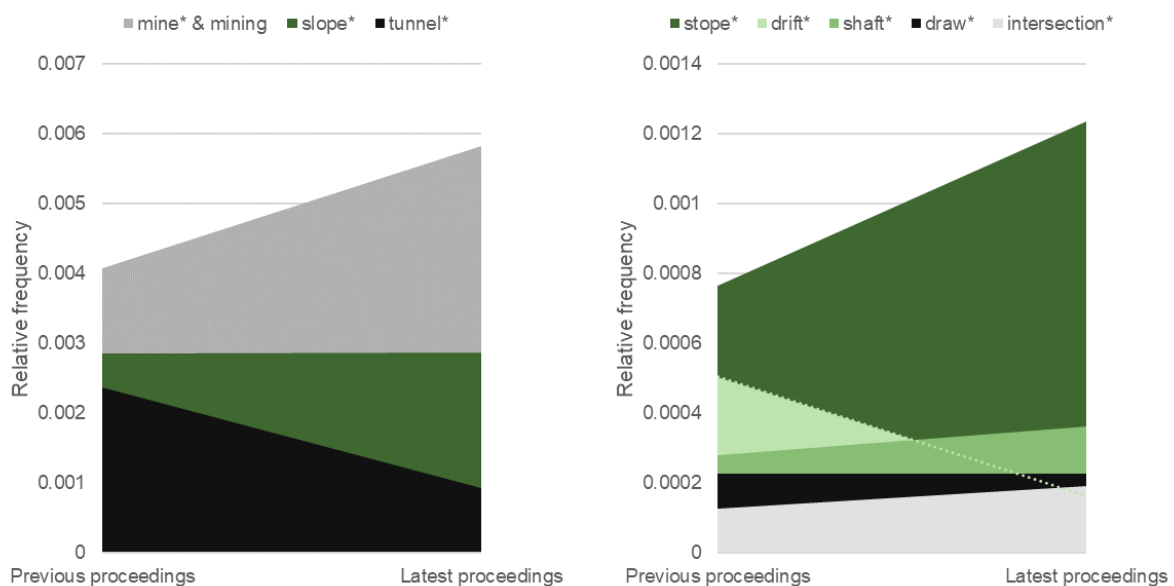 mine* & mining slope* tunnel*
0.007
0.006
0.005
0.004
0.003
0.002
0.001
0
Relative frequency
Previous proceedings Latest proceedings
stope* drift* shaft* draw* intersection*
0.0014
0.0012
0.001
0.0008
0.0006
0.0004
0.0002
0
Relative frequency
Previous proceedings Latest proceedings